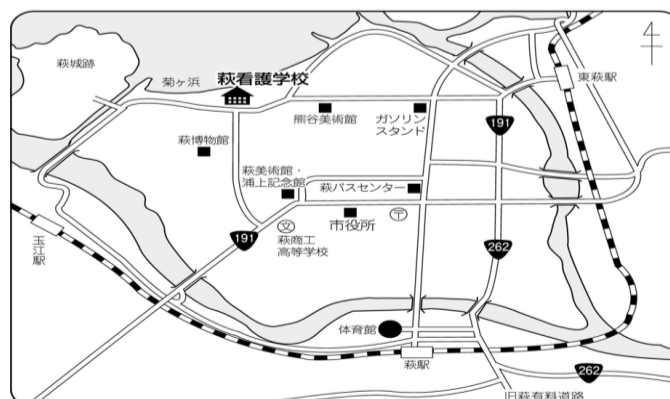 萩城跡
菊ヶ浜
萩看護学校
東萩駅
熊谷美術館
ガソリン
スタンド
191
萩博物館
萩美術館・
浦上記念館
萩バスセンター
市役所
〒
文
萩商工
高等学校
191
262
玉江駅
体育館
萩駅
262
旧萩有料道路